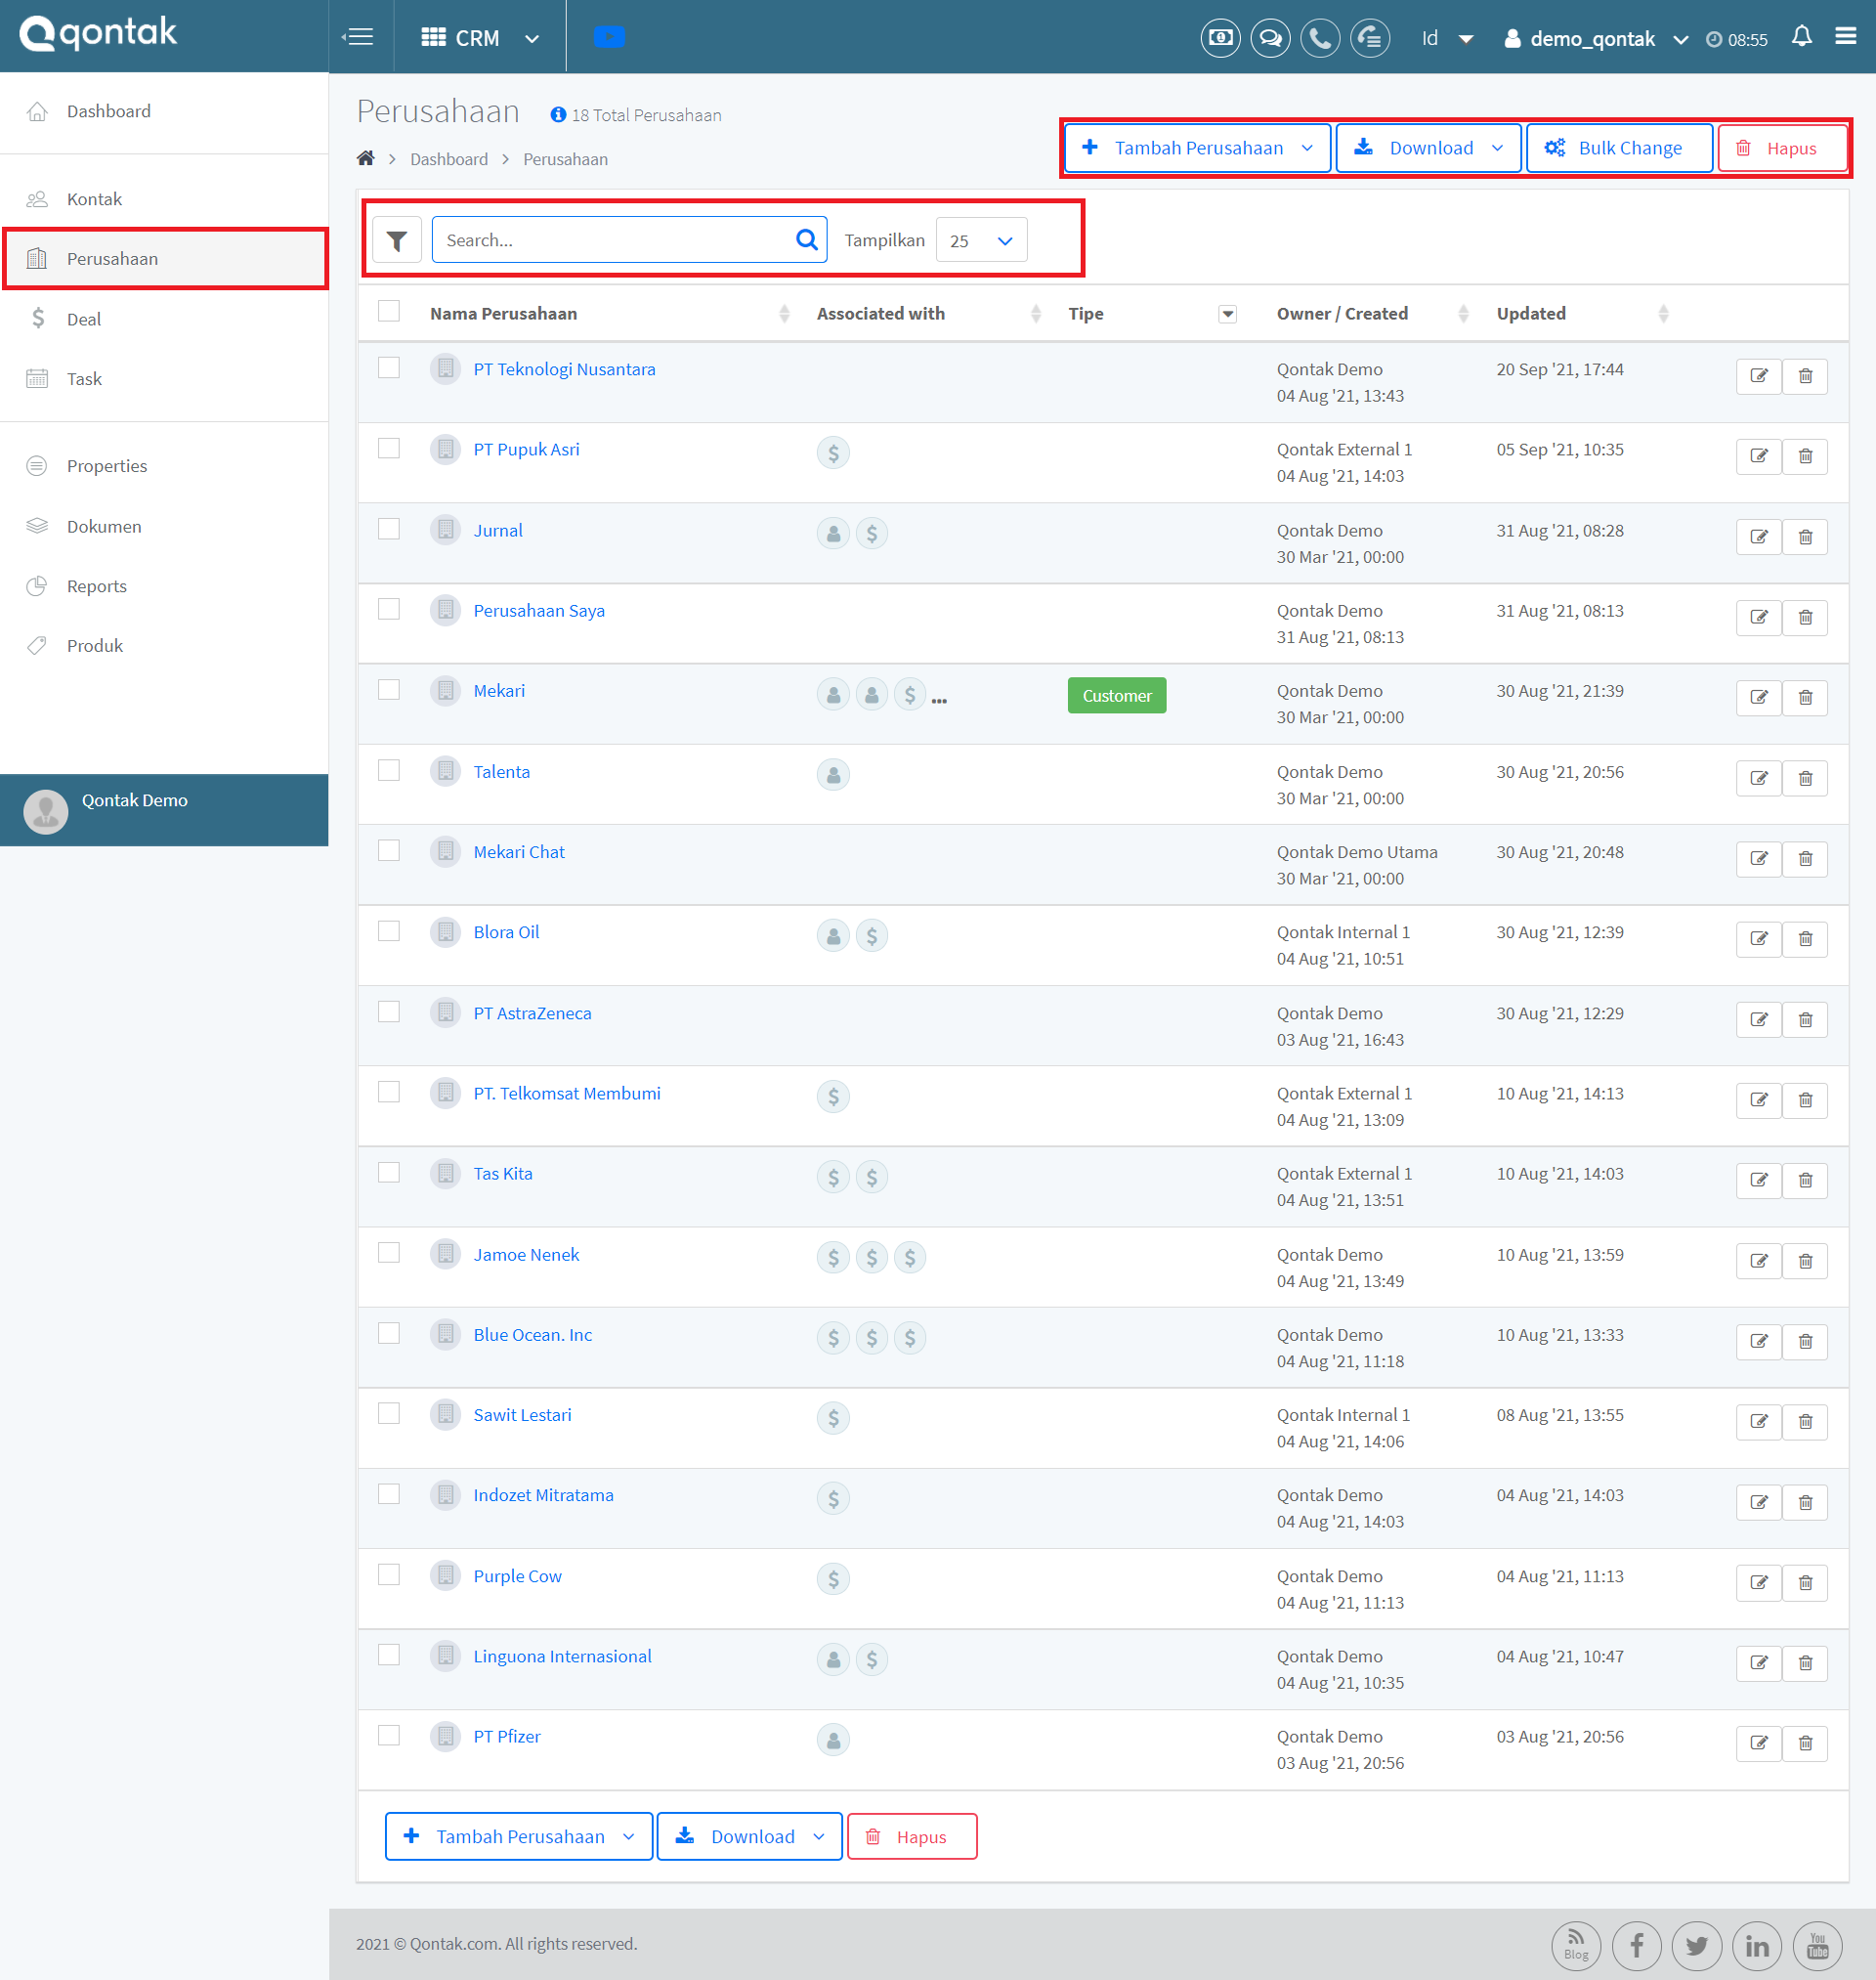 qontak
CRM
Id
demo_qontak
08:55
Dashboard
Kontak
Perusahaan
Deal
Task
Properties
Dokumen
Reports
Produk
Qontak Demo
Perusahaan
18 Total Perusahaan
Dashboard > Perusahaan
Tambah Perusahaan
Download
Bulk Change
Hapus
Search...
Tampilkan
25
Nama Perusahaan Associated with Tipe Owner / Created Updated
PT Teknologi Nusantara Qontak Demo 20 Sep '21, 17:44
04 Aug '21, 13:43
PT Pupuk Asri Qontak External 1 05 Sep '21, 10:35
04 Aug '21, 14:03
Jurnal Qontak Demo 31 Aug '21, 08:28
30 Mar '21, 00:00
Perusahaan Saya Qontak Demo 31 Aug '21, 08:13
31 Aug '21, 08:13
Mekari ... Customer Qontak Demo 30 Aug '21, 21:39
30 Mar '21, 00:00
Talenta Qontak Demo 30 Aug '21, 20:56
30 Mar '21, 00:00
Mekari Chat Qontak Demo Utama 30 Aug '21, 20:48
30 Mar '21, 00:00
Blora Oil Qontak Internal 1 30 Aug '21, 12:39
04 Aug '21, 10:51
PT AstraZeneca Qontak Demo 30 Aug '21, 12:29
03 Aug '21, 16:43
PT. Telkomsat Membumi Qontak External 1 10 Aug '21, 14:13
04 Aug '21, 13:09
Tas Kita Qontak External 1 10 Aug '21, 14:03
04 Aug '21, 13:51
Jamoe Nenek Qontak Demo 10 Aug '21, 13:59
04 Aug '21, 13:49
Blue Ocean. Inc Qontak Demo 10 Aug '21, 13:33
04 Aug '21, 11:18
Sawit Lestari Qontak Internal 1 08 Aug '21, 13:55
04 Aug '21, 14:06
Indozet Mitratama Qontak Demo 04 Aug '21, 14:03
04 Aug '21, 14:03
Purple Cow Qontak Demo 04 Aug '21, 11:13
04 Aug '21, 11:13
Linguona Internasional Qontak Demo 04 Aug '21, 10:47
04 Aug '21, 10:35
PT Pfizer Qontak Demo 03 Aug '21, 20:56
03 Aug '21, 20:56
Tambah Perusahaan
Download
Hapus
2021 © Qontak.com. All rights reserved.
Blog
You Tube